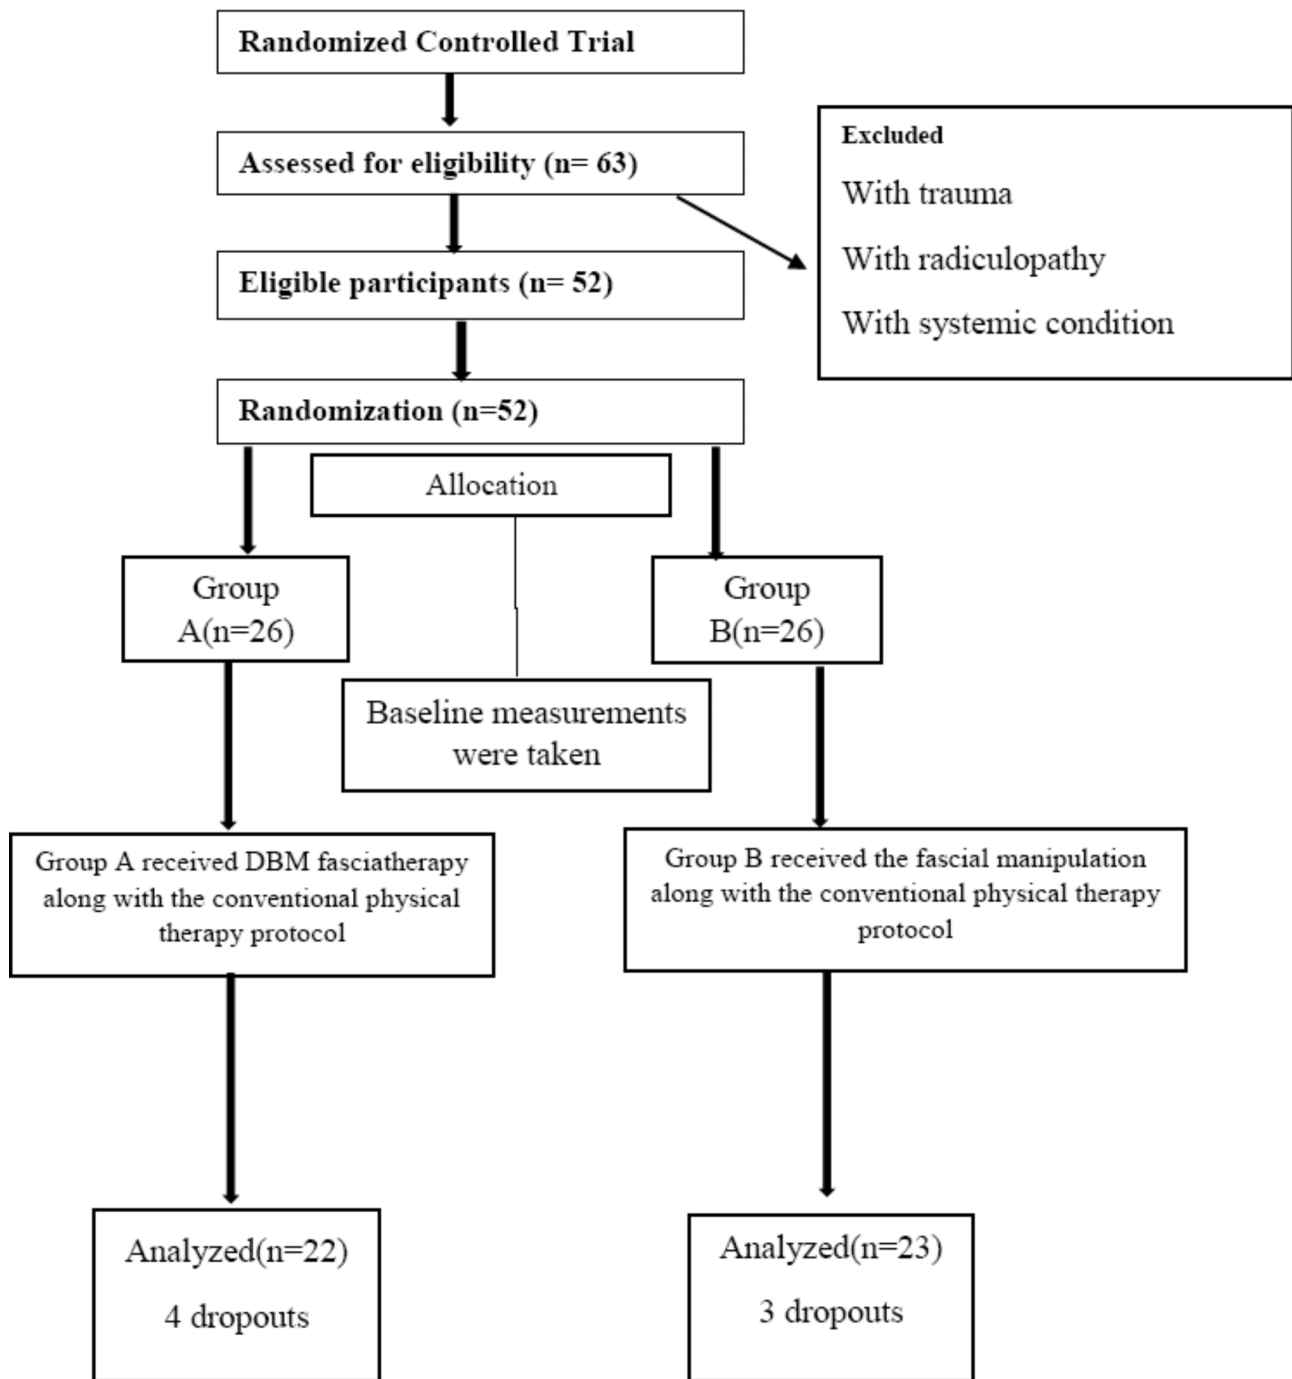 Randomized Controlled Trial
Assessed for eligibility (n= 63)
Excluded
With trauma
With radiculopathy
With systemic condition
Eligible participants (n= 52)
Randomization (n=52)
Allocation
Group
A(n=26)
Group
B(n=26)
Baseline measurements
were taken
Group A received DBM fasciatherapy
along with the conventional physical
therapy protocol
Group B received the fascial manipulation
along with the conventional physical therapy
protocol
Analyzed(n=22)
4 dropouts
Analyzed(n=23)
3 dropouts